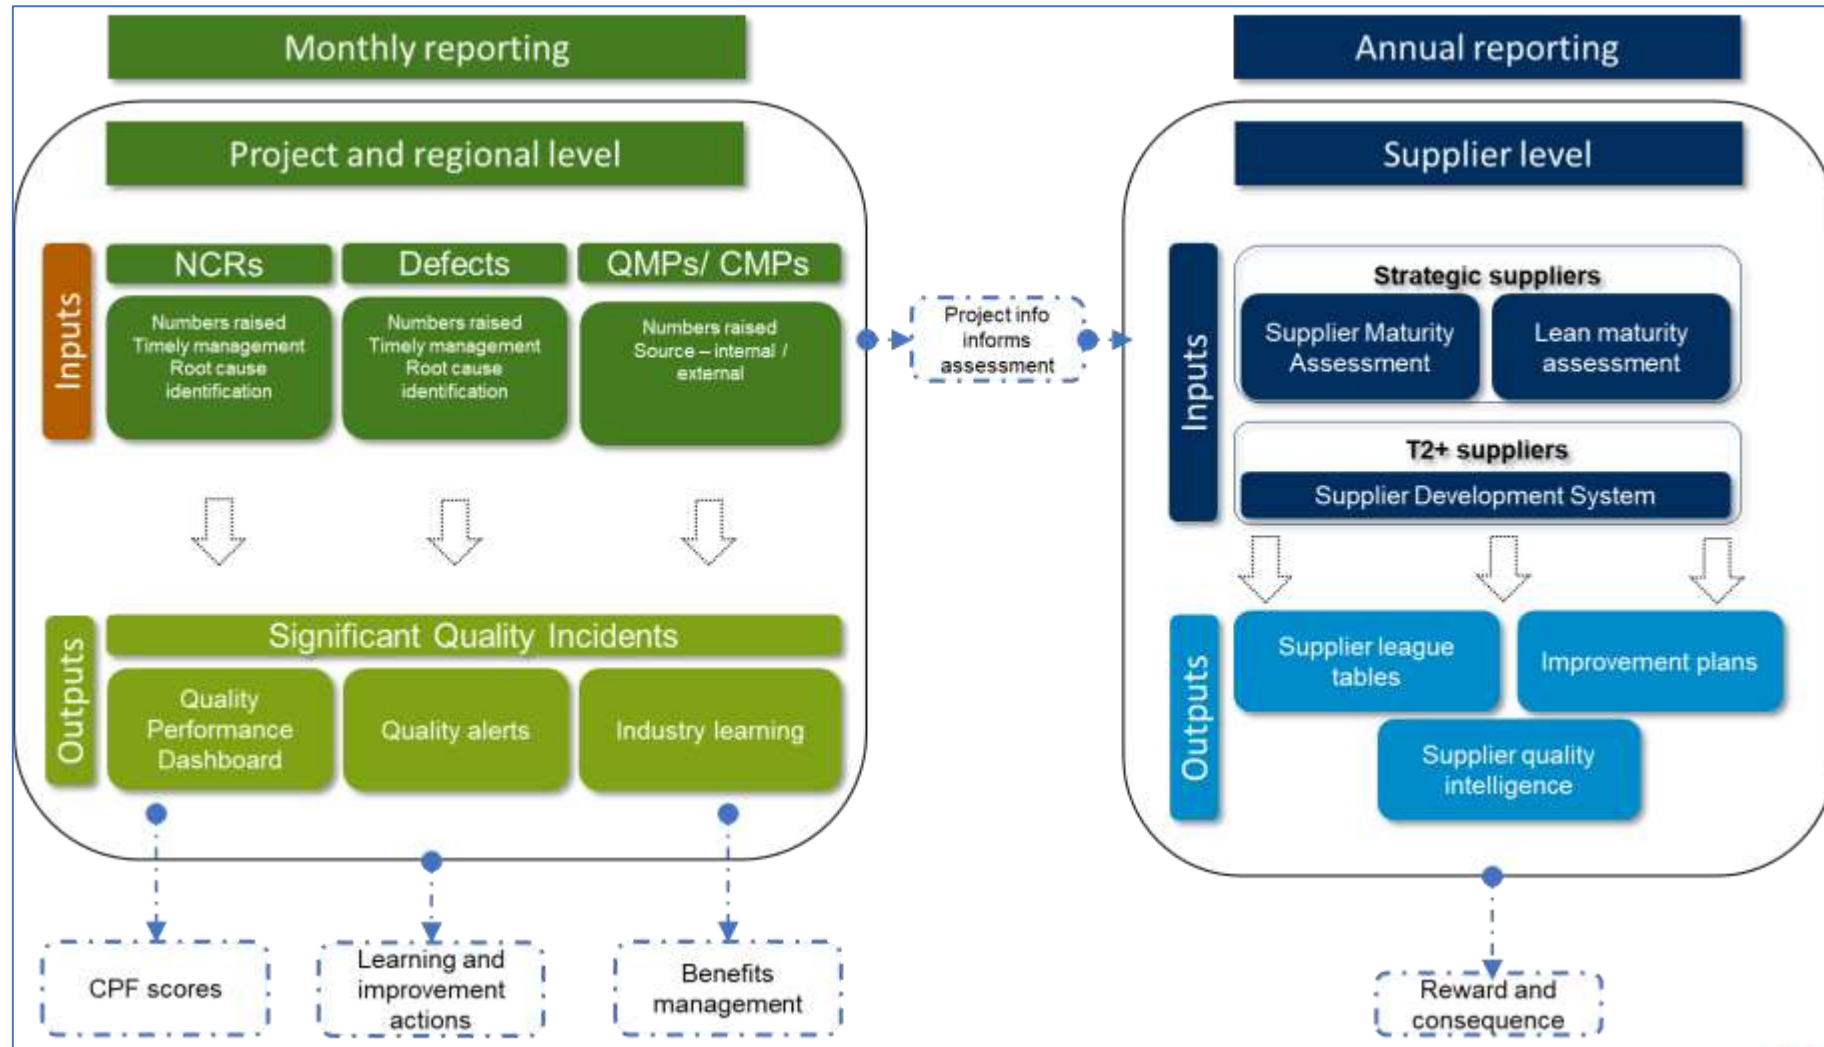 Monthly reporting
Project and regional level
Inputs
NCRs
Numbers raised
Timely management
Root cause
identification
Defects
Numbers raised
Timely management
Root cause
identification
QMPs/ CMPs
Numbers raised
Source – internal /
external
Outputs
Significant Quality Incidents
Quality
Performance
Dashboard
Quality alerts
Industry learning
CPF scores
Learning and
improvement
actions
Benefits
management
Project info
informs
assessment
Annual reporting
Supplier level
Inputs
Strategic suppliers
Supplier Maturity
Assessment
Lean maturity
assessment
T2+ suppliers
Supplier Development System
Outputs
Supplier league
tables
Improvement plans
Supplier quality
intelligence
Reward and
consequence